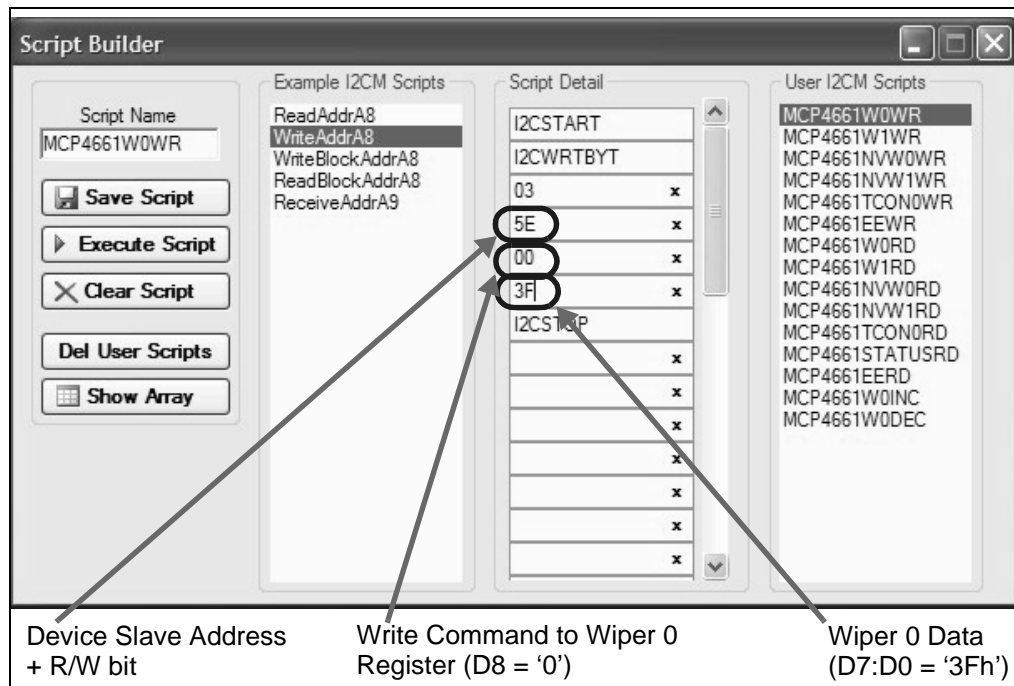 Script Builder
Script Name
MCP4661W0WR
Save Script
Execute Script
Clear Script
Del User Scripts
Show Array
Example I2CM Scripts
ReadAddrA8
WriteAddrA8
WriteBlockAddrA8
ReadBlockAddrA8
ReceiveAddrA9
Script Detail
I2CSTART
I2CWRTBYT
03 x
5E x
00 x
3F x
I2CSTOP
x
x
x
x
x
x
x
User I2CM Scripts
MCP4661W0WR
MCP4661W1WR
MCP4661NVW0WR
MCP4661NVW1WR
MCP4661TCON0WR
MCP4661EEWR
MCP4661W0RD
MCP4661W1RD
MCP4661NVW0RD
MCP4661NVW1RD
MCP4661TCON0RD
MCP4661STATUSRD
MCP4661EERD
MCP4661W0INC
MCP4661W0DEC
Device Slave Address
+ R/W bit
Write Command to Wiper 0
Register (D8 = ‘0’)
Wiper 0 Data
(D7:D0 = ‘3Fh’)